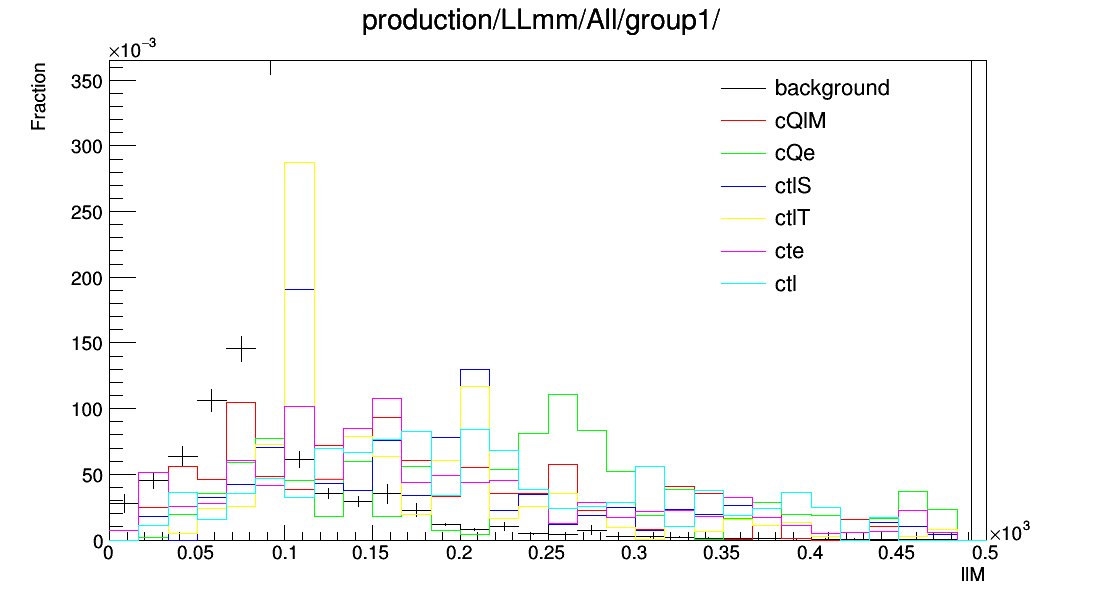 production/LLmm/All/group1/
×10⁻³
Fraction
350
300
250
200
150
100
50
0
background
cQlM
cQe
ctlS
ctlT
cte
ctl
0 0.05 0.1 0.15 0.2 0.25 0.3 0.35 0.4 0.45 0.5
×10³
llM